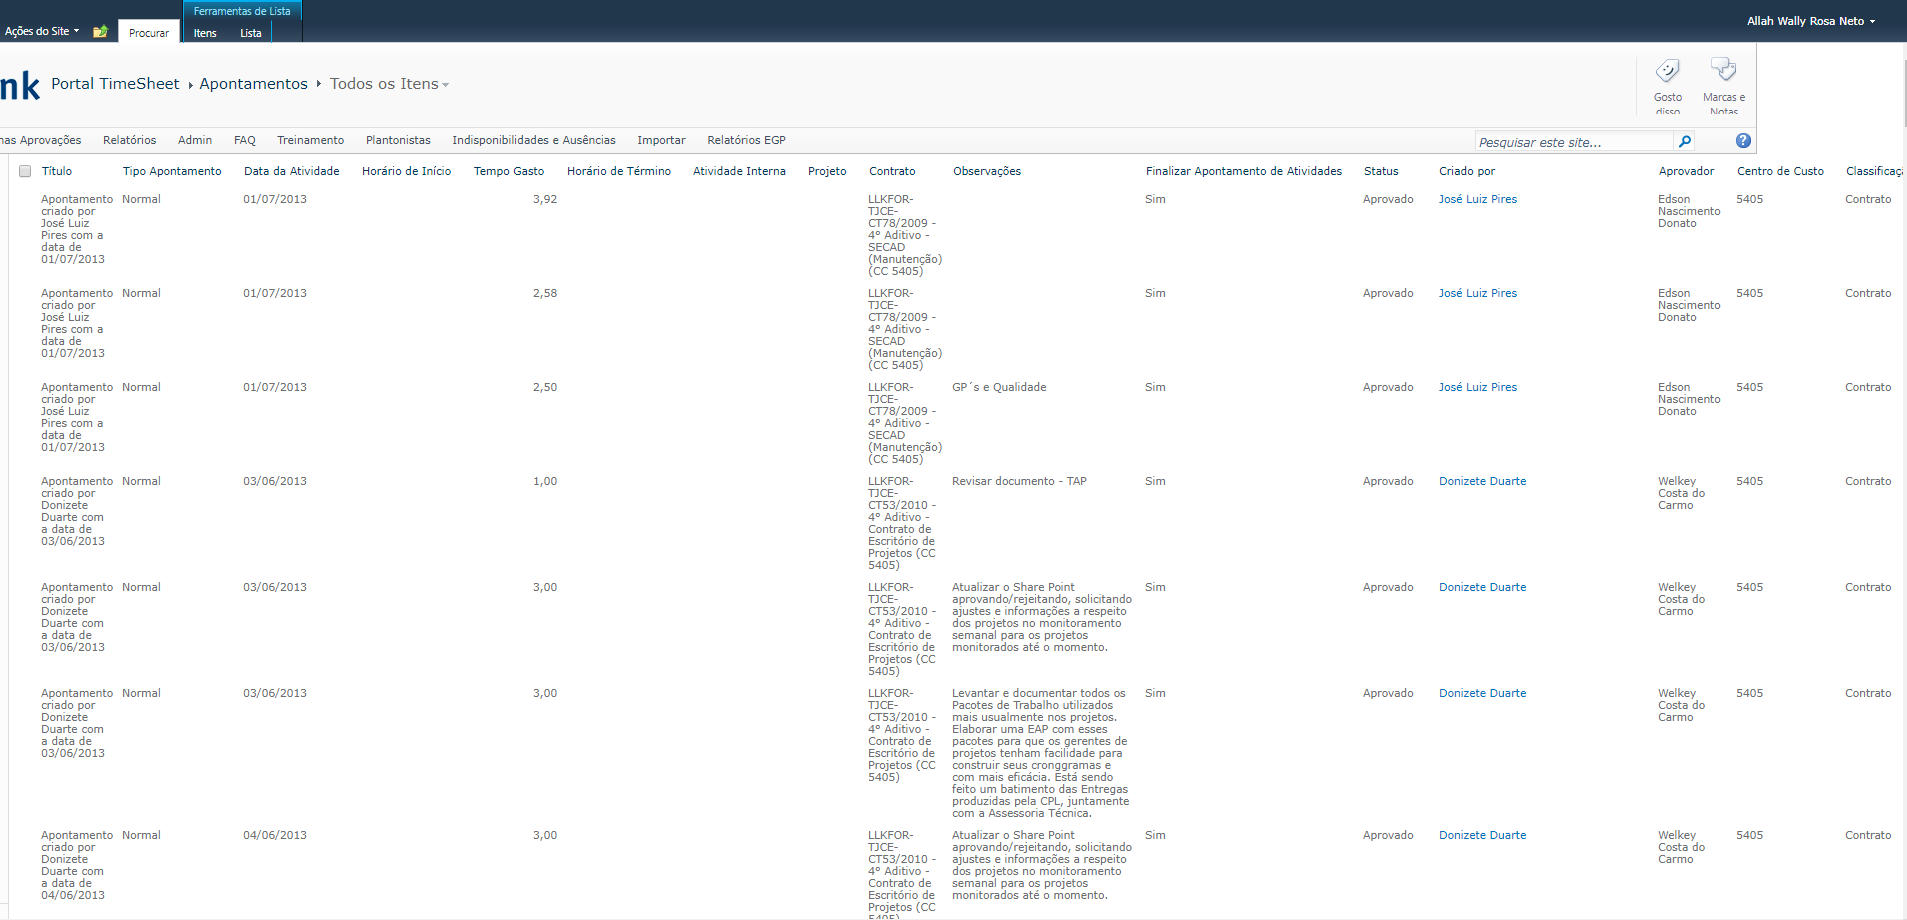 Ferramentas de Lista
Ações do Site
Procurar
Itens
Lista
Allah Wally Rosa Neto
nk
Portal TimeSheet
Apontamentos
Todos os Itens
Gosto
disso
Marcas e
Notas
nas Aprovações
Relatórios
Admin
FAQ
Treinamento
Plantonistas
Indisponibilidades e Ausências
Importar
Relatórios EGP
Pesquisar este site...
Título
Tipo Apontamento
Data da Atividade
Horário de Início
Tempo Gasto
Horário de Término
Atividade Interna
Projeto
Contrato
Observações
Finalizar Apontamento de Atividades
Status
Criado por
Aprovador
Centro de Custo
Classificaça
Apontamento
criado por
José Luiz
Pires com a
data de
01/07/2013
Normal
01/07/2013
3,92
LLKFOR-
TJCE-
CT78/2009 -
4º Aditivo -
SECAD
(Manutenção)
(CC 5405)
Sim
Aprovado
José Luiz Pires
Edson
Nascimento
Donato
5405
Contrato
Apontamento
criado por
José Luiz
Pires com a
data de
01/07/2013
Normal
01/07/2013
2,58
LLKFOR-
TJCE-
CT78/2009 -
4º Aditivo -
SECAD
(Manutenção)
(CC 5405)
Sim
Aprovado
José Luiz Pires
Edson
Nascimento
Donato
5405
Contrato
Apontamento
criado por
José Luiz
Pires com a
data de
01/07/2013
Normal
01/07/2013
2,50
LLKFOR-
TJCE-
CT78/2009 -
4º Aditivo -
SECAD
(Manutenção)
(CC 5405)
GP´s e Qualidade
Sim
Aprovado
José Luiz Pires
Edson
Nascimento
Donato
5405
Contrato
Apontamento
criado por
Donizete
Duarte com
a data de
03/06/2013
Normal
03/06/2013
1,00
LLKFOR-
TJCE-
CT53/2010 -
4º Aditivo -
Contrato de
Escritório de
Projetos (CC
5405)
Revisar documento - TAP
Sim
Aprovado
Donizete Duarte
Welkey
Costa do
Carmo
5405
Contrato
Apontamento
criado por
Donizete
Duarte com
a data de
03/06/2013
Normal
03/06/2013
3,00
LLKFOR-
TJCE-
CT53/2010 -
4º Aditivo -
Contrato de
Escritório de
Projetos (CC
5405)
Atualizar o Share Point
aprovando/rejeitando, solicitando
ajustes e informações a respeito
dos projetos no monitoramento
semanal para os projetos
monitorados até o momento.
Sim
Aprovado
Donizete Duarte
Welkey
Costa do
Carmo
5405
Contrato
Apontamento
criado por
Donizete
Duarte com
a data de
03/06/2013
Normal
03/06/2013
3,00
LLKFOR-
TJCE-
CT53/2010 -
4º Aditivo -
Contrato de
Escritório de
Projetos (CC
5405)
Levantar e documentar todos os
Pacotes de Trabalho utilizados
mais usualmente nos projetos.
Elaborar uma EAP com esses
pacotes para que os gerentes de
projetos tenham facilidade para
construir seus cronggramas e
com mais eficácia. Está sendo
feito um batimento das Entregas
produzidas pela CPL, juntamente
com a Assessoria Técnica.
Sim
Aprovado
Donizete Duarte
Welkey
Costa do
Carmo
5405
Contrato
Apontamento
criado por
Donizete
Duarte com
a data de
04/06/2013
Normal
04/06/2013
3,00
LLKFOR-
TJCE-
CT53/2010 -
4º Aditivo -
Contrato de
Escritório de
Projetos (CC
5405)
Atualizar o Share Point
aprovando/rejeitando, solicitando
ajustes e informações a respeito
dos projetos no monitoramento
semanal para os projetos
monitorados até o momento.
Sim
Aprovado
Donizete Duarte
Welkey
Costa do
Carmo
5405
Contrato